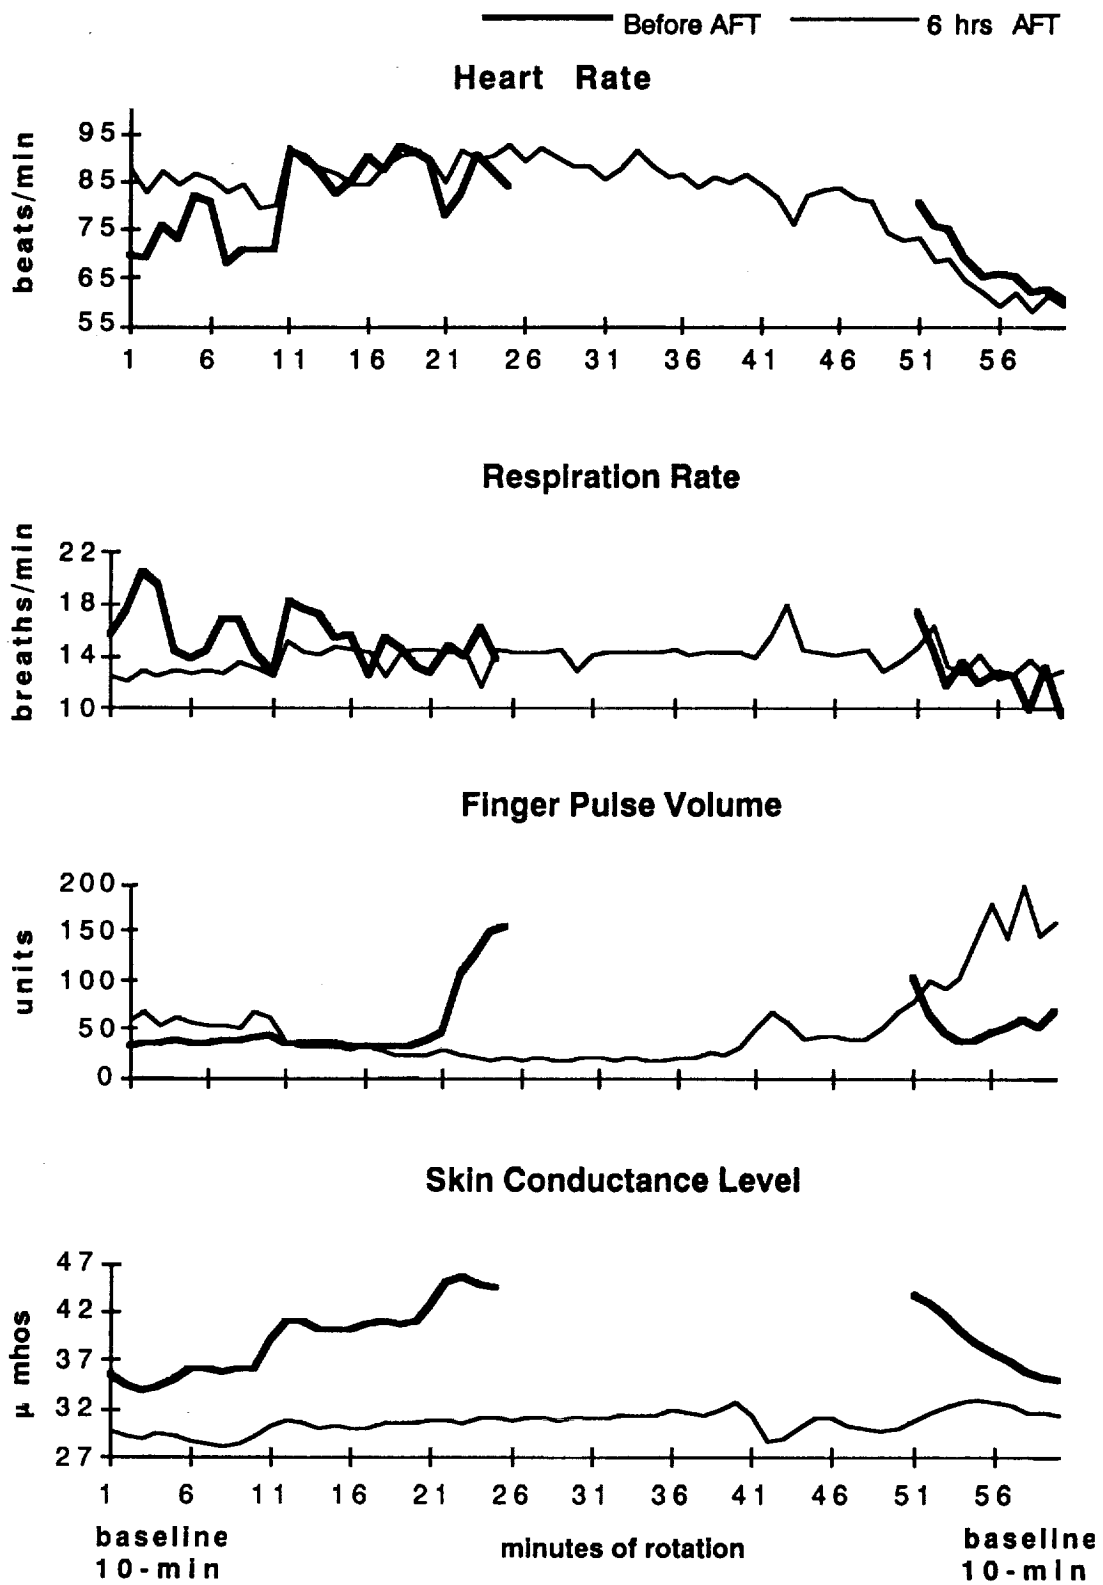 Before AFT 6 hrs AFT
Heart Rate
beats/min
95
85
75
65
55
1 6 11 16 21 26 31 36 41 46 51 56
Respiration Rate
breaths/min
22
18
14
10
Finger Pulse Volume
units
200
150
100
50
0
Skin Conductance Level
µ mhos
47
42
37
32
27
1 6 11 16 21 26 31 36 41 46 51 56
baseline minutes of rotation baseline
10-min 10-min